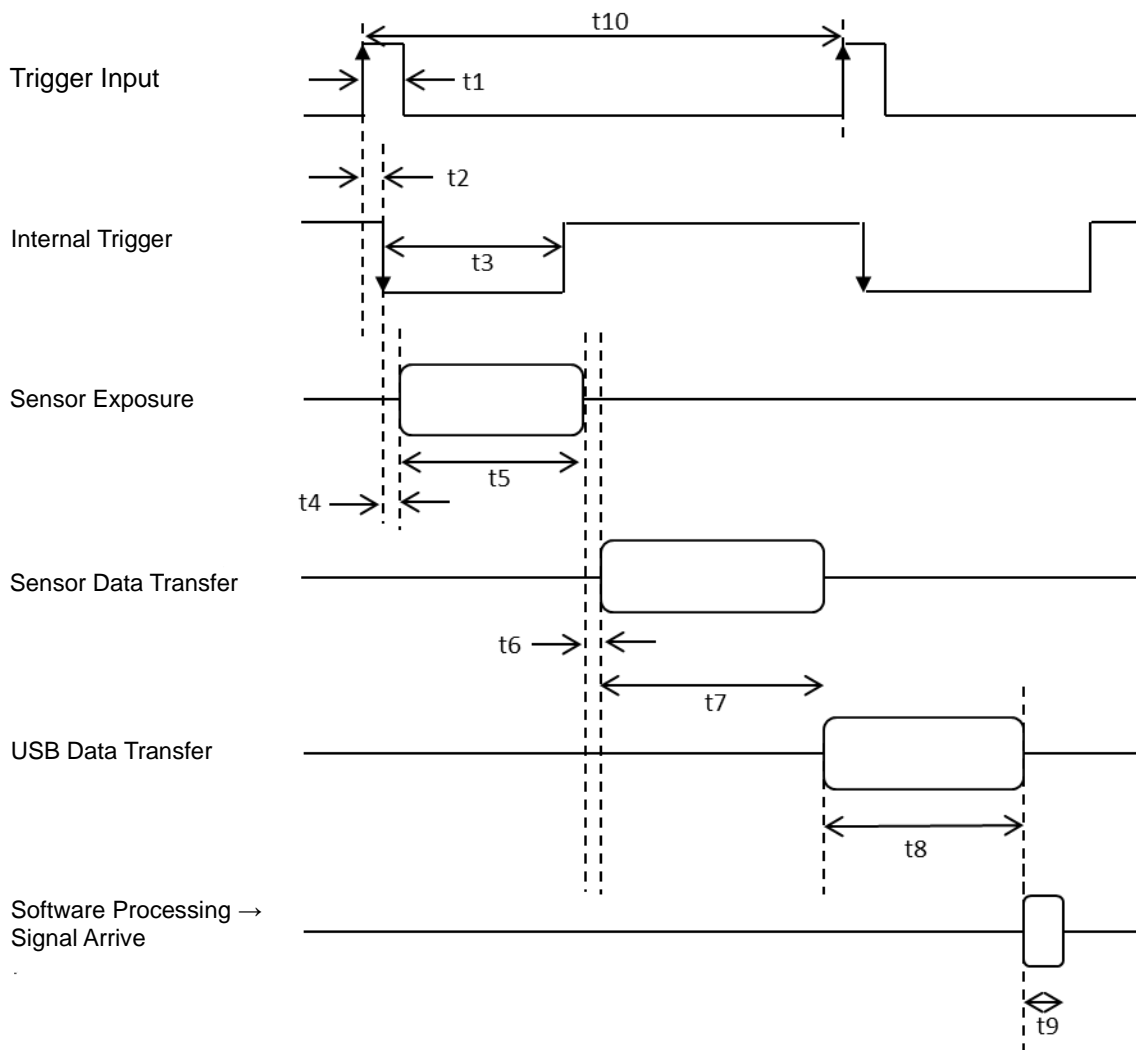 t10
Trigger Input
t1
t2
Internal Trigger
t3
Sensor Exposure
t5
t4
Sensor Data Transfer
t6
t7
USB Data Transfer
t8
Software Processing →
Signal Arrive
t9